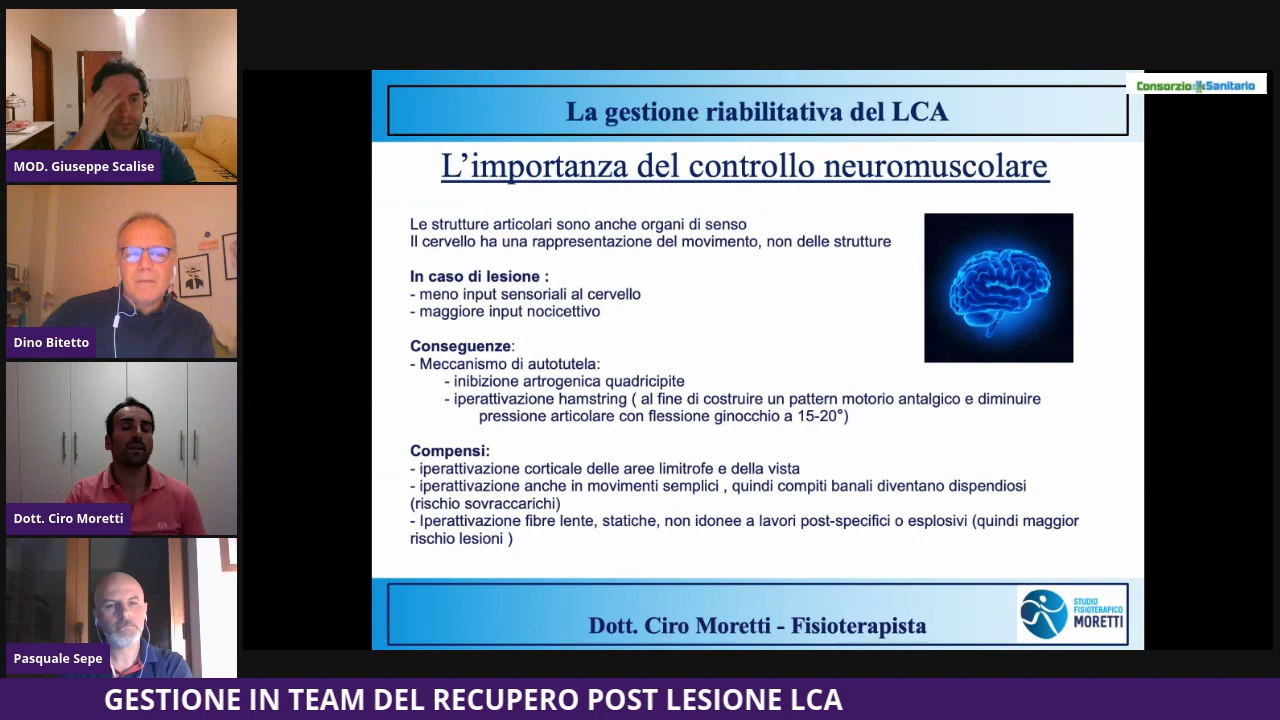 MOD. Giuseppe Scalise
Dino Bitetto
Dott. Ciro Moretti
Pasquale Sepe
Consorzio Sanitario
La gestione riabilitativa del LCA
L'importanza del controllo neuromuscolare
Le strutture articolari sono anche organi di senso
Il cervello ha una rappresentazione del movimento, non delle strutture
In caso di lesione :
- meno input sensoriali al cervello
- maggiore input nocicettivo
Conseguenze:
- Meccanismo di autotutela:
- inibizione artrogenica quadricipite
- iperattivazione hamstring ( al fine di costruire un pattern motorio antalgico e diminuire
pressione articolare con flessione ginocchio a 15-20°)
Compensi:
- iperattivazione corticale delle aree limitrofe e della vista
- iperattivazione anche in movimenti semplici , quindi compiti banali diventano dispendiosi
(rischio sovraccarichi)
- Iperattivazione fibre lente, statiche, non idonee a lavori post-specifici o esplosivi (quindi maggior
rischio lesioni )
Dott. Ciro Moretti - Fisioterapista
STUDIO
FISIOTERAPICO
MORETTI
GESTIONE IN TEAM DEL RECUPERO POST LESIONE LCA